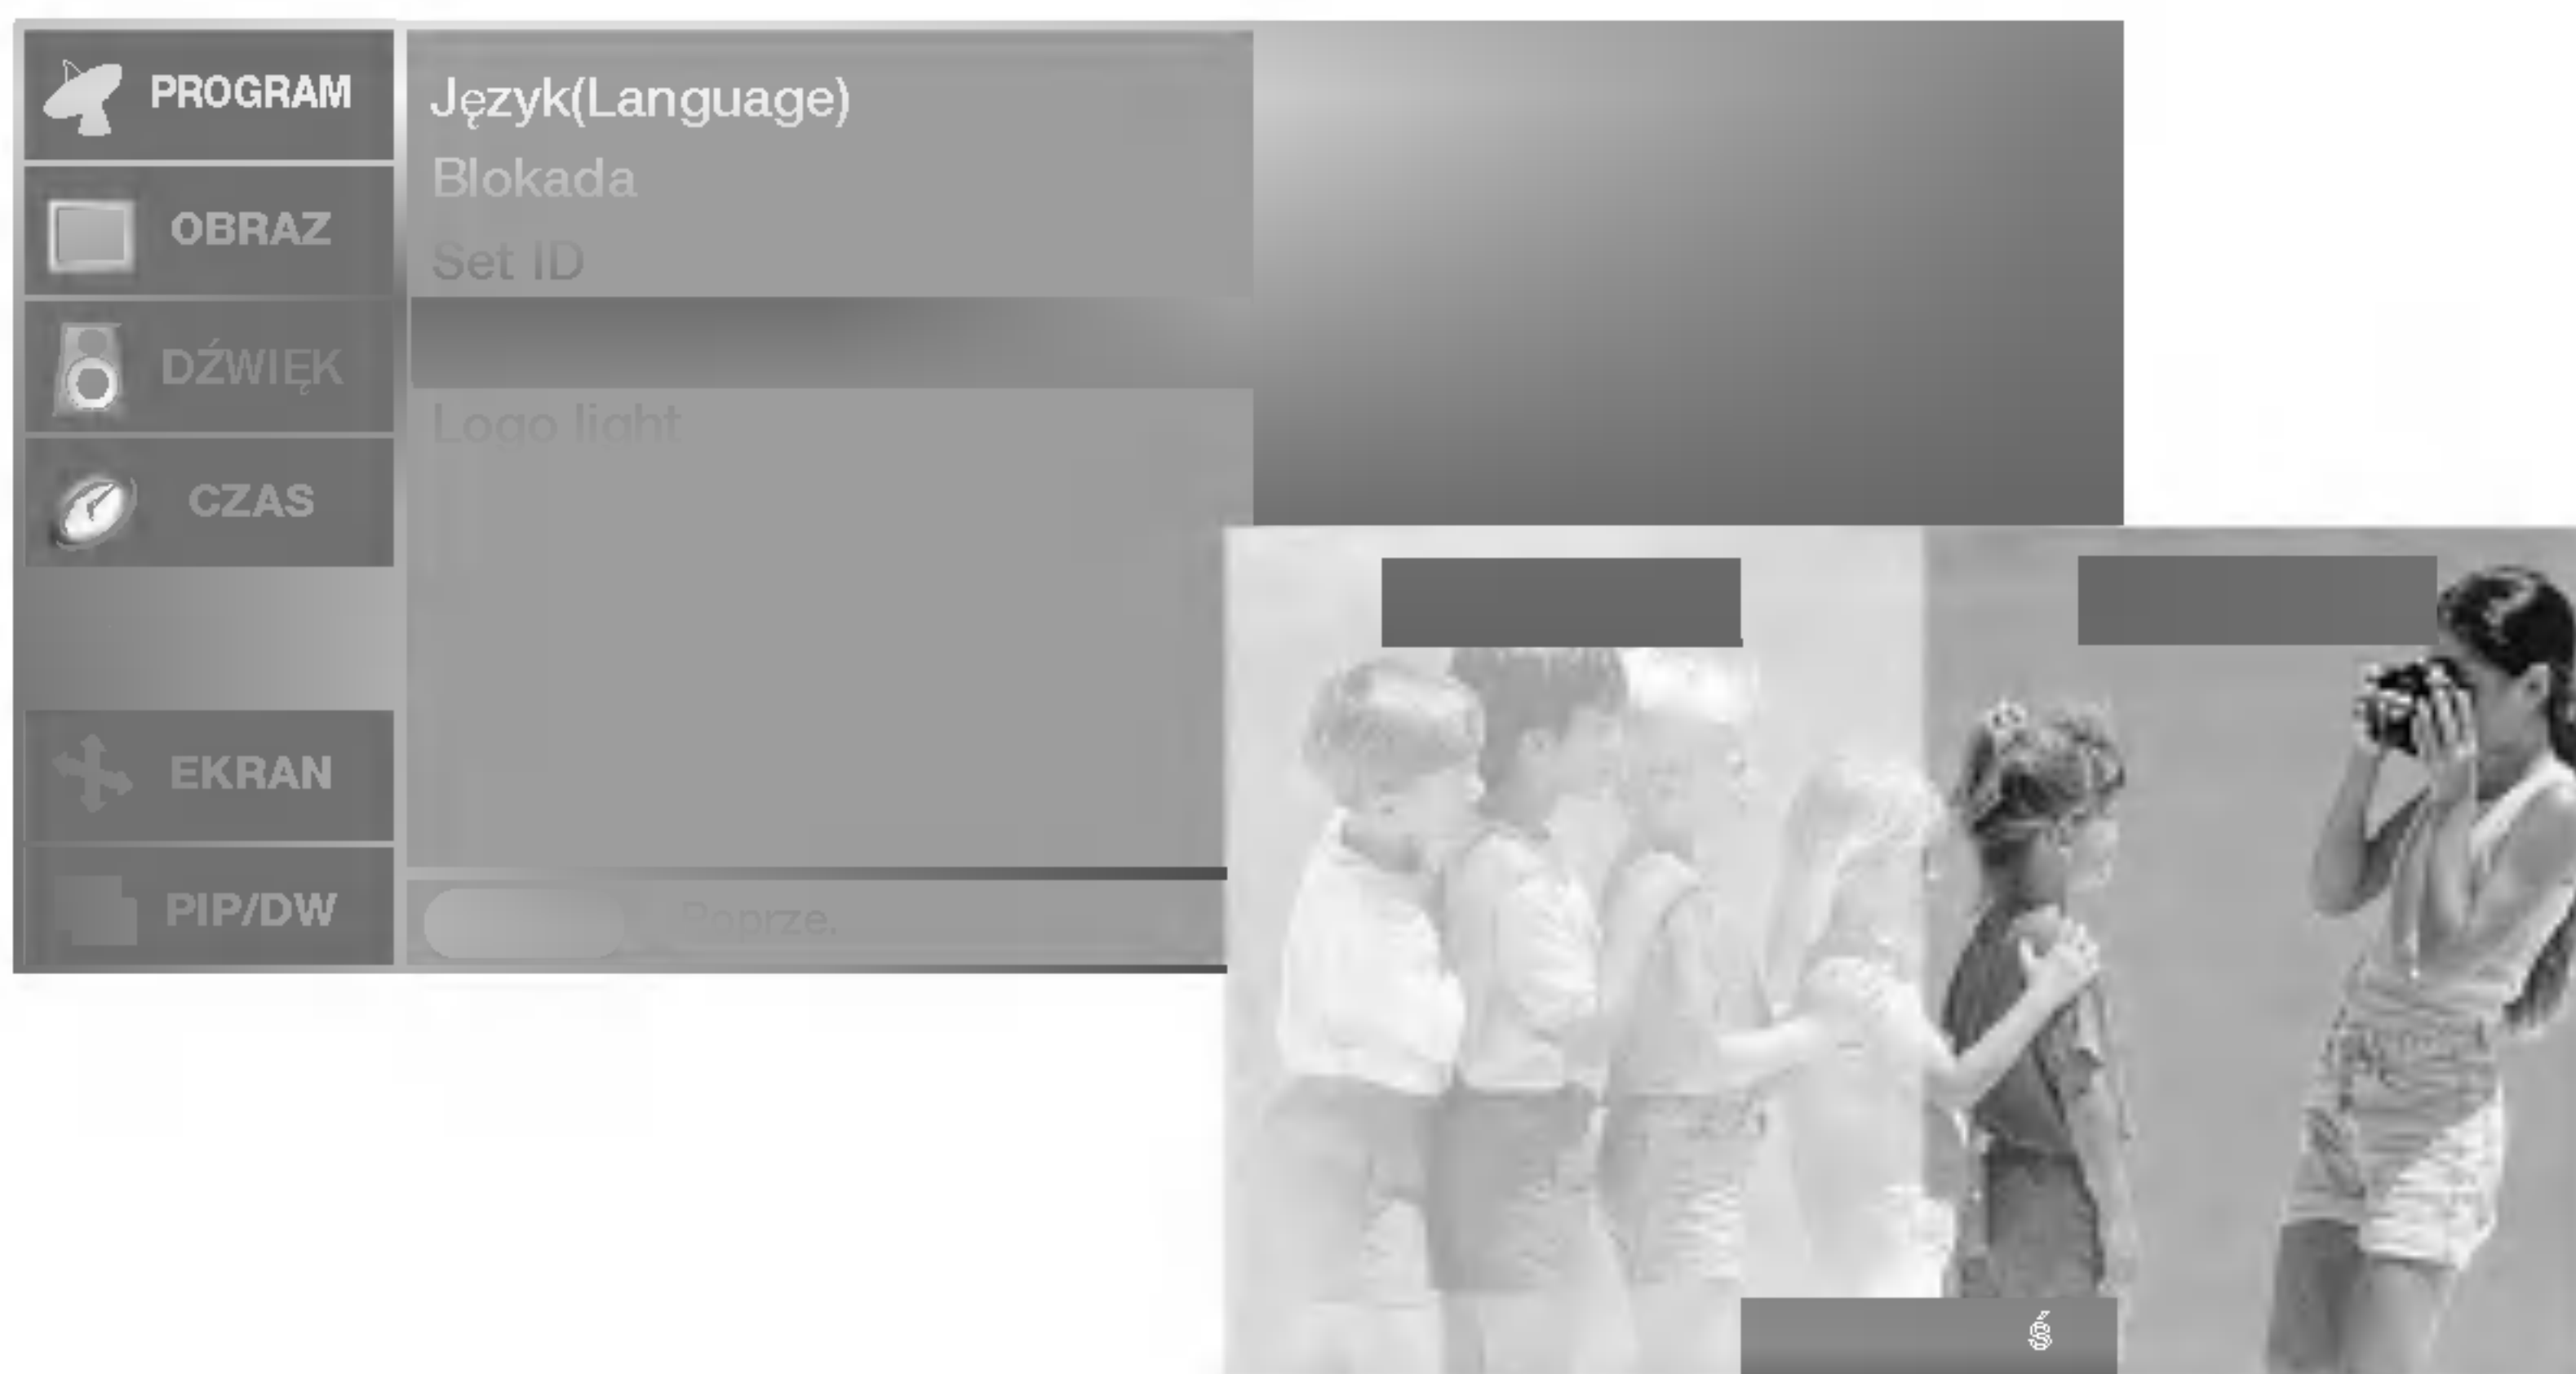 PROGRAM
OBRAZ
DŹWIĘK
CZAS
EKRAN
PIP/DW
Język(Language)
Blokada
Set ID
Logo light
Poprze.